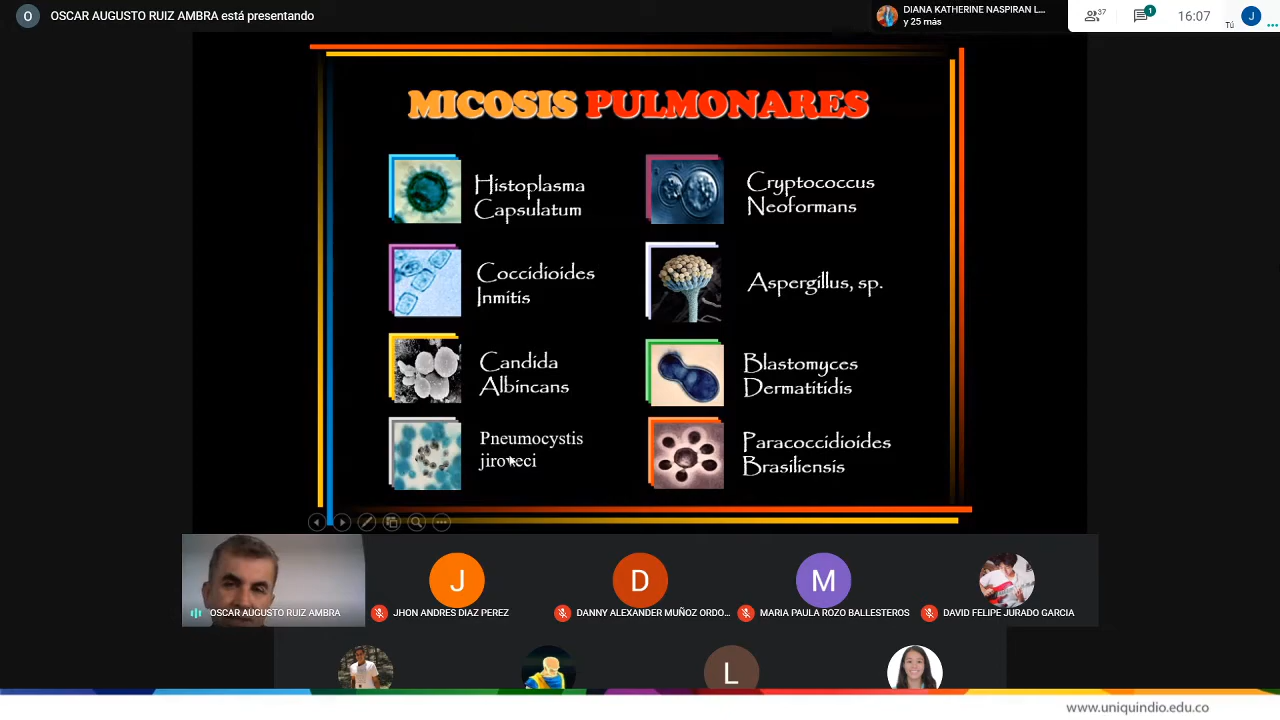 O OSCAR AUGUSTO RUIZ AMBRA está presentando
DIANA KATHERINE NASPIRAN L...
y 25 más
37
1
16:07
Tú
J
MICOSIS PULMONARES
Histoplasma
Capsulatum
Cryptococcus
Neoformans
Coccidioides
Inmitis
Aspergillus, sp.
Candida
Albincans
Blastomyces
Dermatitidis
Pneumocystis
jiroveci
Paracoccidioides
Brasiliensis
J
D
M
OSCAR AUGUSTO RUIZ AMBRA
JHON ANDRES DIAZ PEREZ
DANNY ALEXANDER MUÑOZ ORDO...
MARIA PAULA ROZO BALLESTEROS
DAVID FELIPE JURADO GARCIA
L
www.uniquindio.edu.co